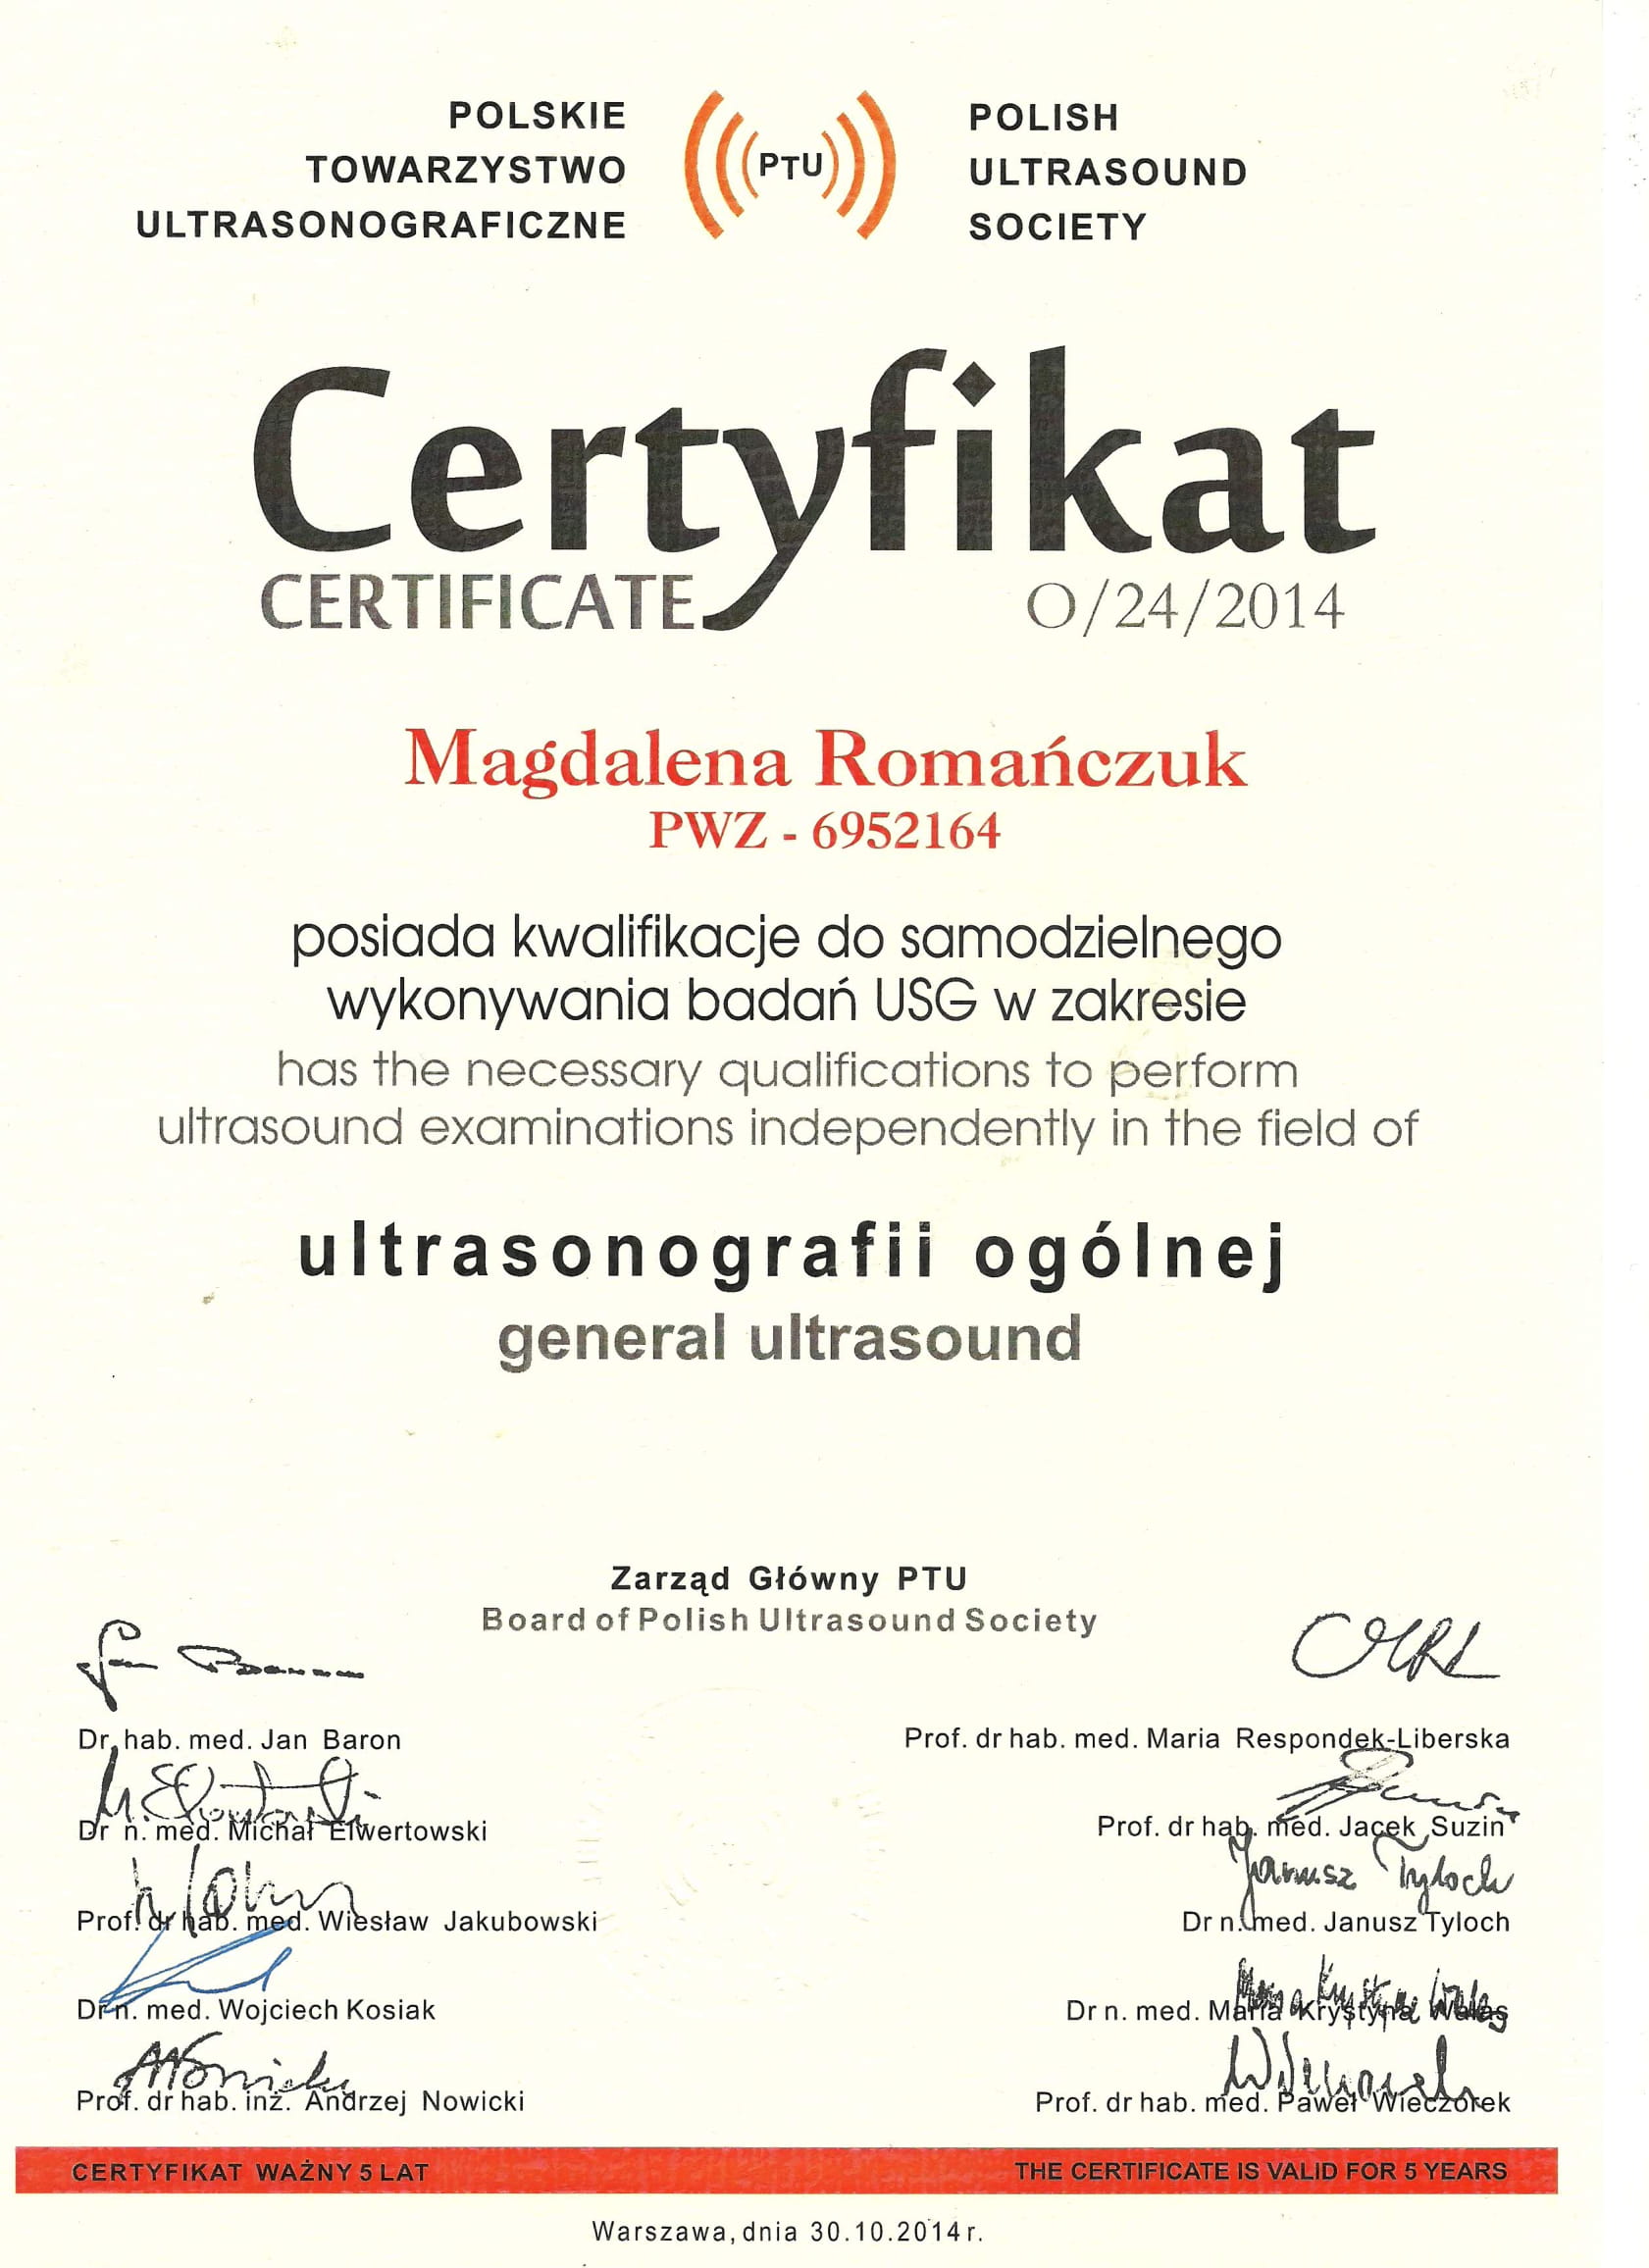 POLSKIE
TOWARZYSTWO
ULTRASONOGRAFICZNE
PTU
POLISH
ULTRASOUND
SOCIETY
Certyfikat
CERTIFICATE
O/24/2014
Magdalena Romańczuk
PWZ - 6952164
posiada kwalifikacje do samodzielnego
wykonywania badań USG w zakresie
has the necessary qualifications to perform
ultrasound examinations independently in the field of
ultrasonografii ogólnej
general ultrasound
Zarząd Główny PTU
Board of Polish Ultrasound Society
Dr hab. med. Jan Baron
Prof. dr hab. med. Maria Respondek-Liberska
Dr n. med. Michał Elwertowski
Prof. dr hab. med. Jacek Suzin
Janusz Tyloch
Prof. dr hab. med. Wiesław Jakubowski
Dr n. med. Janusz Tyloch
Dr n. med. Wojciech Kosiak
Dr n. med. Maria Krystyna Walas
Prof. dr hab. inż. Andrzej Nowicki
Prof. dr hab. med. Paweł Wieczorek
CERTYFIKAT WAŻNY 5 LAT
THE CERTIFICATE IS VALID FOR 5 YEARS
Warszawa, dnia 30.10.2014 r.